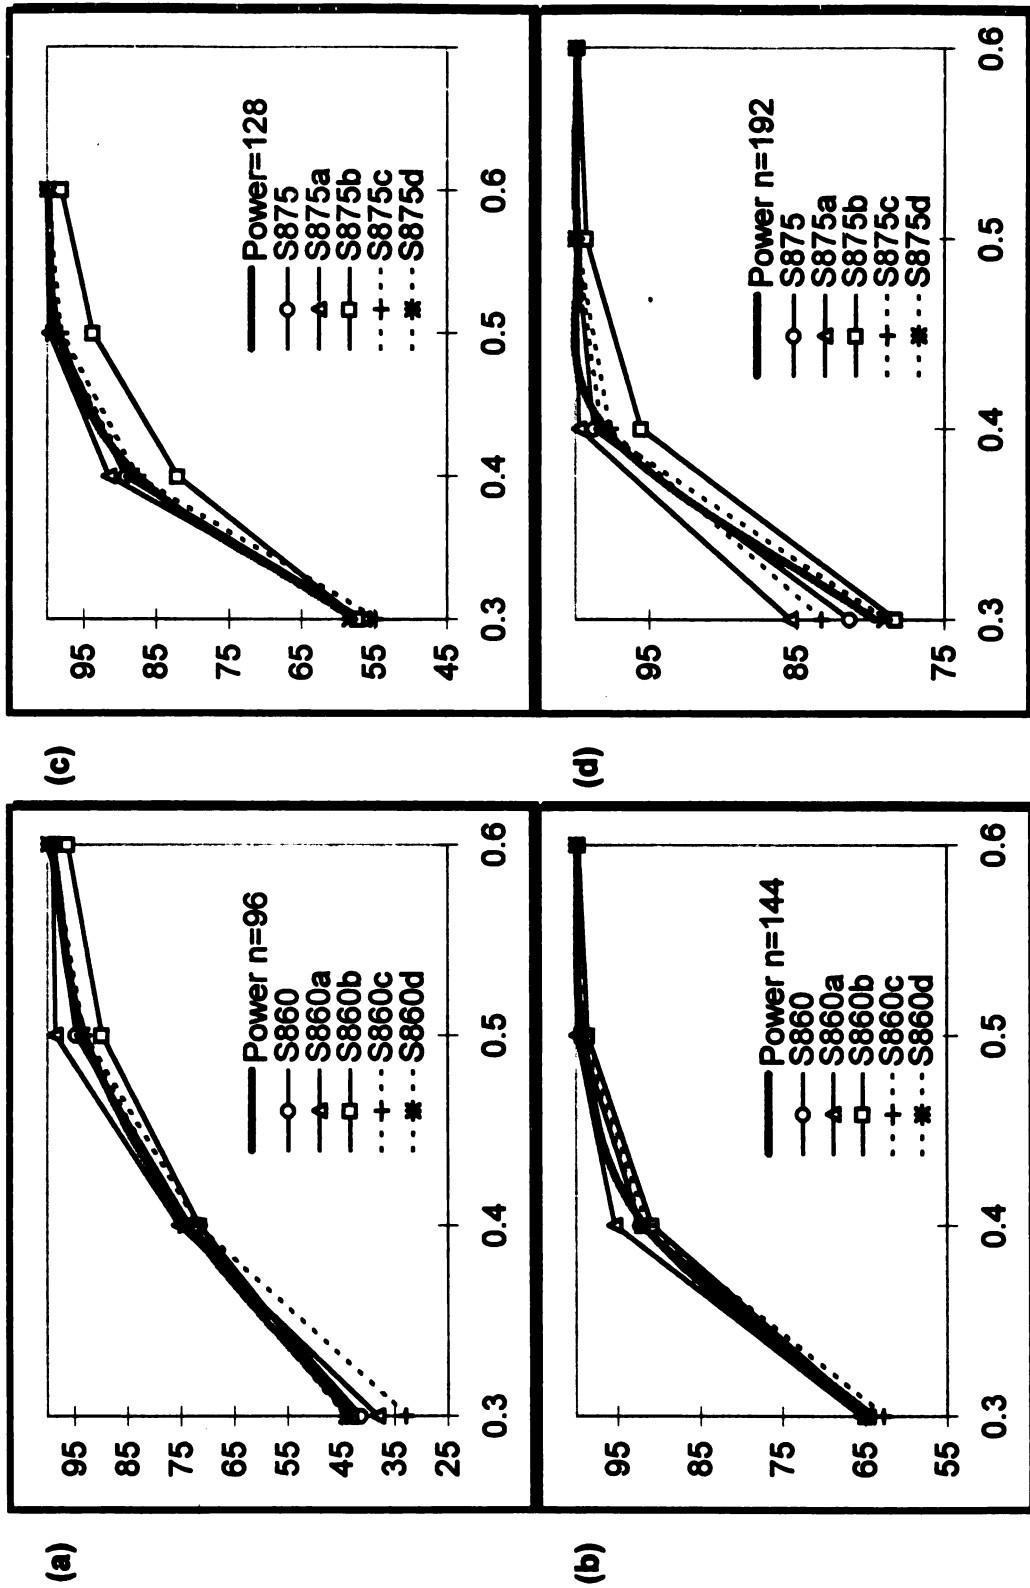 (a)
95
85
75
65
55
45
35
25
0.3
0.4
0.5
0.6
Power n=96
S860
S860a
S860b
S860c
S860d
(b)
95
85
75
65
55
0.3
0.4
0.5
0.6
Power n=144
S860
S860a
S860b
S860c
S860d
(c)
95
85
75
65
55
45
0.3
0.4
0.5
0.6
Power=128
S875
S875a
S875b
S875c
S875d
(d)
95
85
75
0.3
0.4
0.5
0.6
Power n=192
S875
S875a
S875b
S875c
S875d